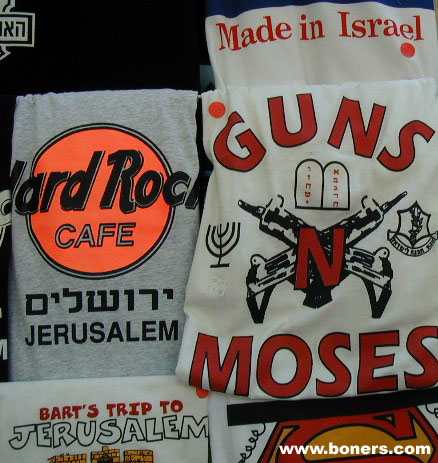 Made in Israel
Hard Rock
CAFE
ירושלים
JERUSALEM
GUNS
N
MOSES
BART'S TRIP TO
JERUSALEM
www.boners.com